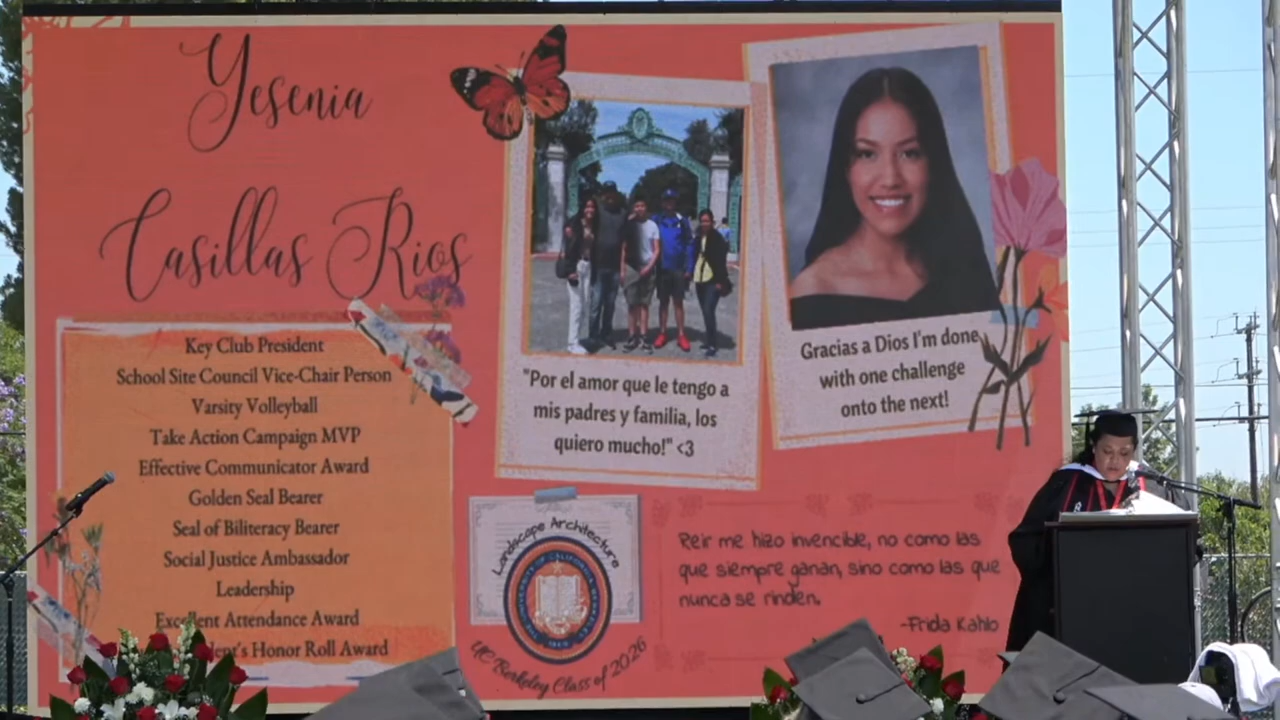 Yesenia
Casillas Rios
Key Club President
School Site Council Vice-Chair Person
Varsity Volleyball
Take Action Campaign MVP
Effective Communicator Award
Golden Seal Bearer
Seal of Biliteracy Bearer
Social Justice Ambassador
Leadership
Excellent Attendance Award
Honor Roll Award
"Por el amor que le tengo a
mis padres y familia, los
quiero mucho!" <3
Gracias a Dios I'm done
with one challenge
onto the next!
Landscape Architecture
UC Berkeley Class of 2026
Reir me hizo invencible, no como las
que siempre ganan, sino como las que
nunca se rinden.
-Frida Kahlo